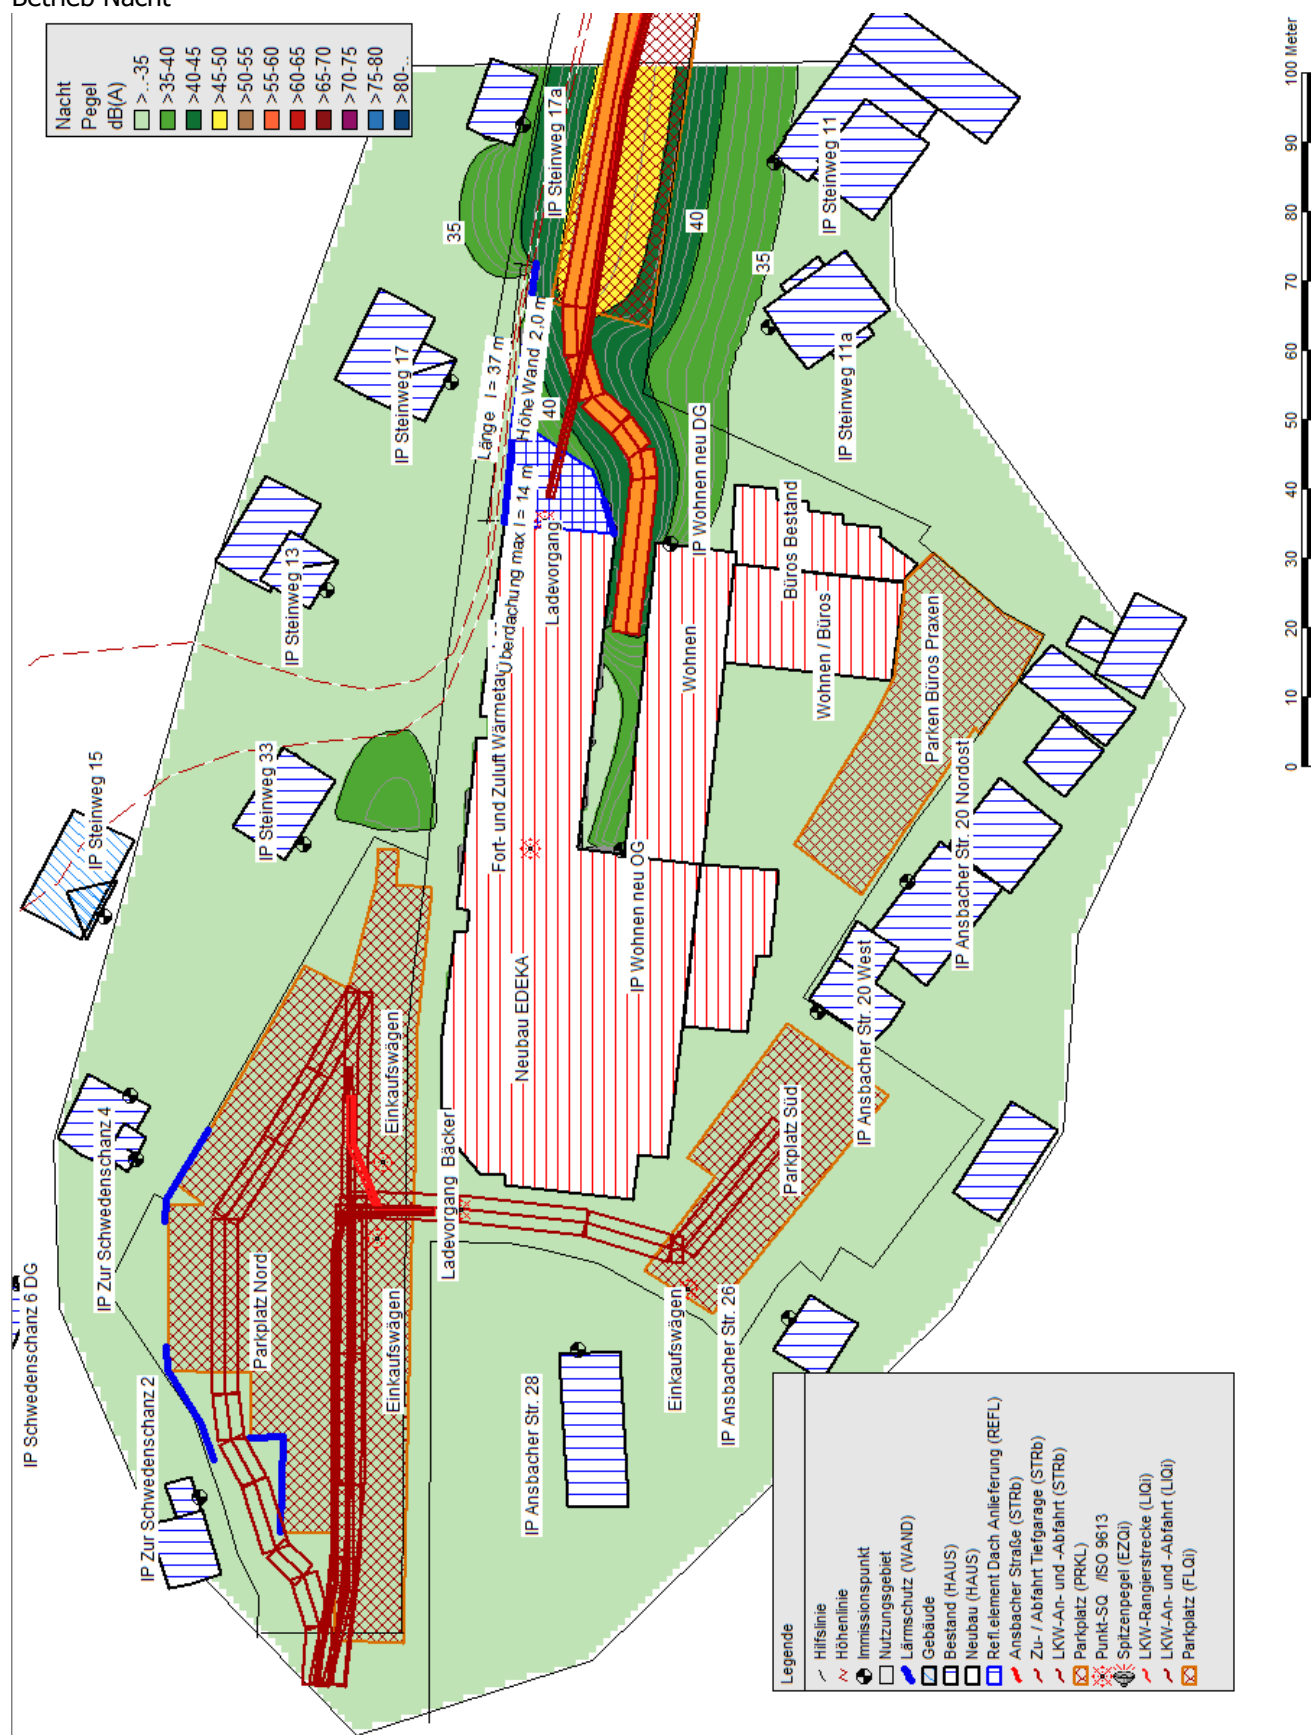 Betrieb Nacht
Nacht
Pegel
dB(A)
>..-35
>35-40
>40-45
>45-50
>50-55
>55-60
>60-65
>65-70
>70-75
>75-80
>80-..
IP Schwedenschanz 6 DG
IP Zur Schwedenschanz 2
IP Zur Schwedenschanz 4
IP Steinweg 15
IP Steinweg 33
IP Steinweg 13
IP Steinweg 17
IP Steinweg 17a
35
Länge l = 37 m
Höhe Wand 2,0 m
40
Überdachung max l = 14 m
Fort- und Zuluft Wärmetau
Ladevorgang
Parkplatz Nord
Einkaufswägen
Einkaufswägen
Ladevorgang Bäcker
Neubau EDEKA
IP Wohnen neu OG
IP Wohnen neu DG
Wohnen
Büros Bestand
Wohnen / Büros
Parken Büros Praxen
40
35
IP Steinweg 11
IP Steinweg 11a
IP Ansbacher Str. 20 Nordost
IP Ansbacher Str. 20 West
Parkplatz Süd
Einkaufswägen
IP Ansbacher Str. 26
IP Ansbacher Str. 28
Legende
Hilfslinie
Höhenlinie
Immissionspunkt
Nutzungsgebiet
Lärmschutz (WAND)
Gebäude
Bestand (HAUS)
Neubau (HAUS)
Refl.element Dach Anlieferung (REFL)
Ansbacher Straße (STRb)
Zu- / Abfahrt Tiefgarage (STRb)
LKW-An- und -Abfahrt (STRb)
Parkplatz (PRKL)
Punkt-SQ /ISO 9613
Spitzenpegel (EZQi)
LKW-Rangierstrecke (LIQi)
LKW-An- und -Abfahrt (LIQi)
Parkplatz (FLQi)
0 10 20 30 40 50 60 70 80 90 100 Meter